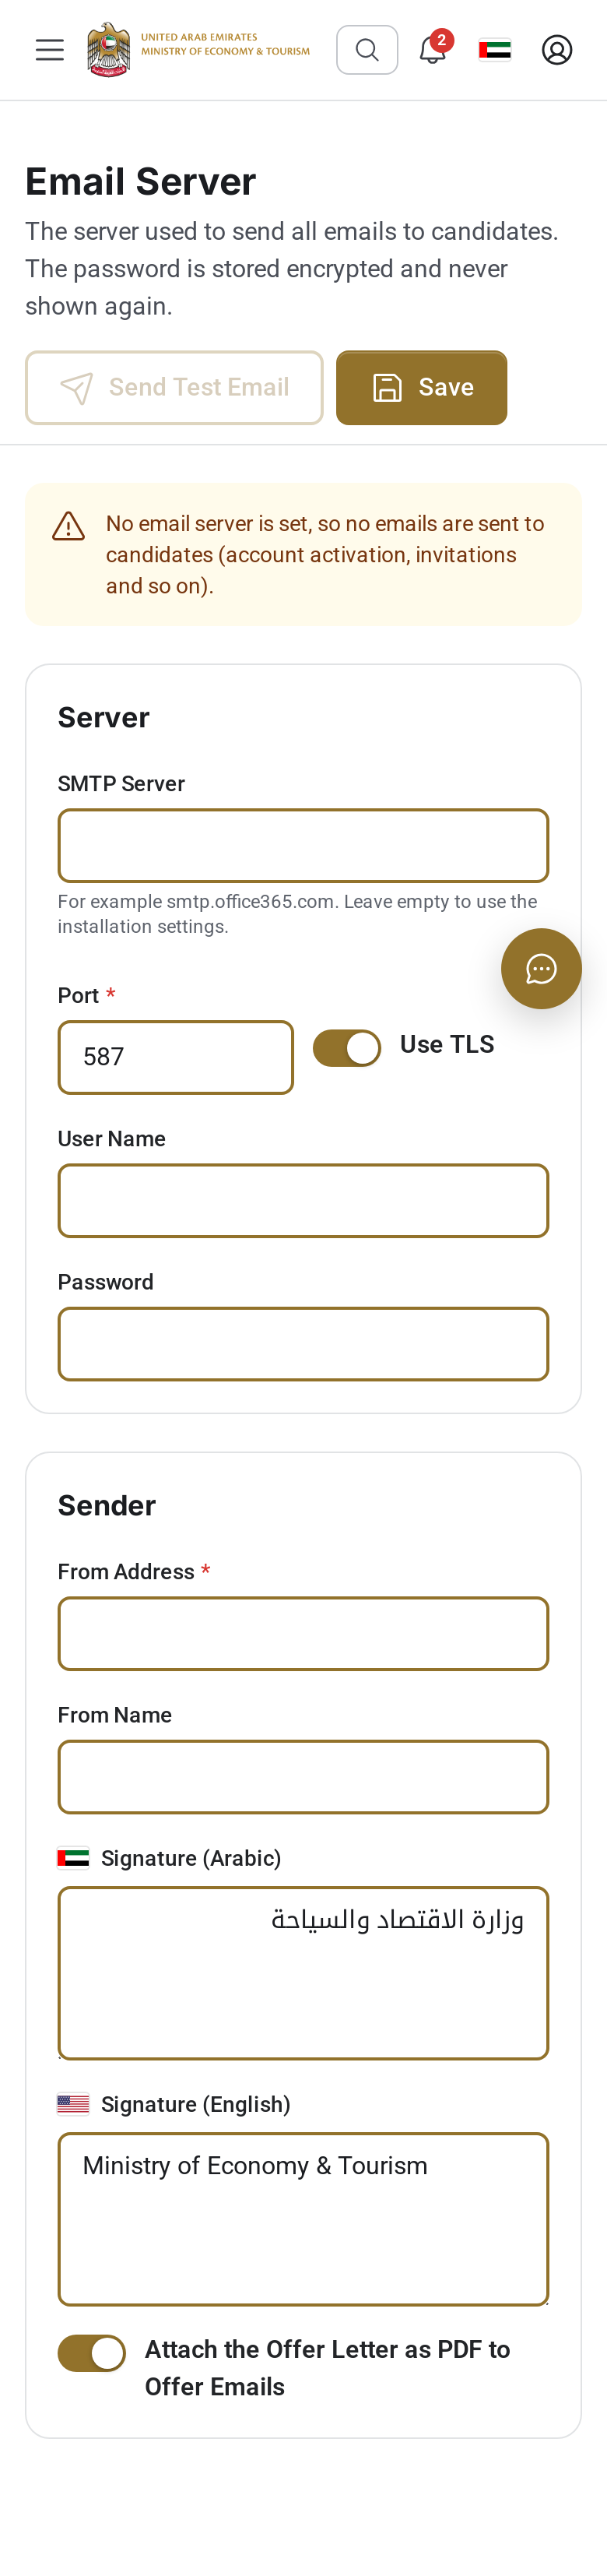 UNITED ARAB EMIRATES
MINISTRY OF ECONOMY & TOURISM
2
Email Server
The server used to send all emails to candidates.
The password is stored encrypted and never
shown again.
Send Test Email
Save
No email server is set, so no emails are sent to
candidates (account activation, invitations
and so on).
Server
SMTP Server
For example smtp.office365.com. Leave empty to use the
installation settings.
Port *
587
Use TLS
User Name
Password
Sender
From Address *
From Name
Signature (Arabic)
وزارة الاقتصاد والسياحة
Signature (English)
Ministry of Economy & Tourism
Attach the Offer Letter as PDF to
Offer Emails